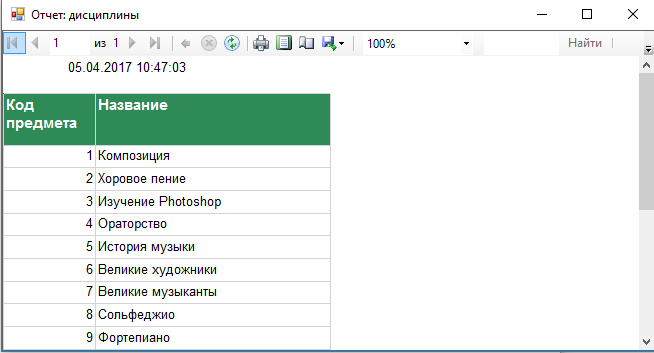 Отчет: дисциплины
1 из 1 100% Найти
05.04.2017 10:47:03
Код Название
предмета
1 Композиция
2 Хоровое пение
3 Изучение Photoshop
4 Ораторство
5 История музыки
6 Великие художники
7 Великие музыканты
8 Сольфеджио
9 Фортепиано